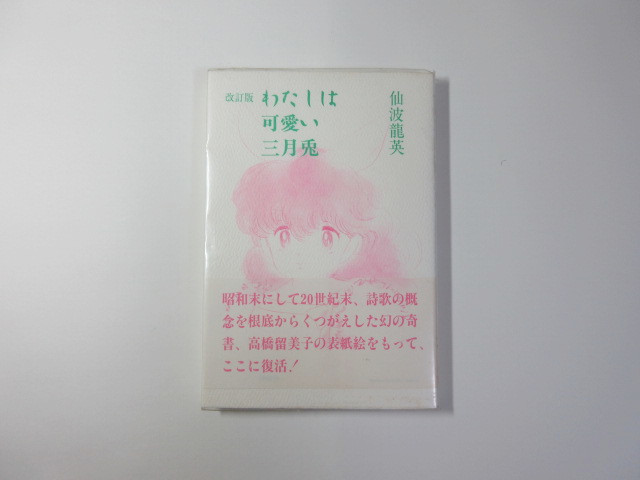 改訂版
わたしは
可愛い
三月兎
仙波龍英
昭和末にして20世紀末、詩歌の概
念を根底からくつがえした幻の奇
書、高橋留美子の表紙絵をもって、
ここに復活！